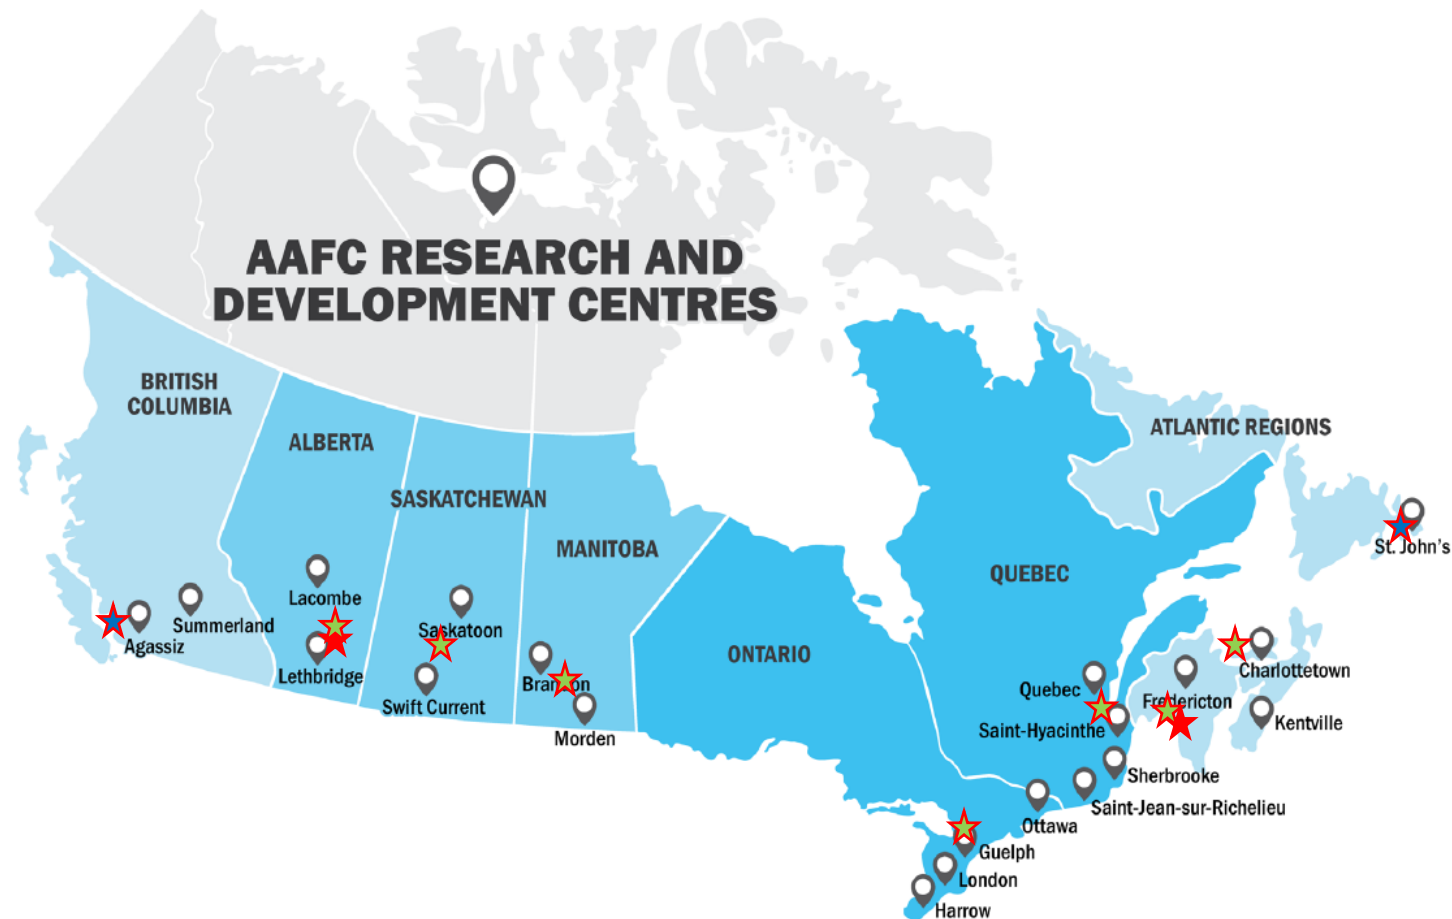 AAFC RESEARCH AND
DEVELOPMENT CENTRES
BRITISH
COLUMBIA
ALBERTA
SASKATCHEWAN
MANITOBA
ONTARIO
QUEBEC
ATLANTIC REGIONS
Agassiz
Summerland
Lacombe
Lethbridge
Saskatoon
Swift Current
Brandon
Morden
Harrow
London
Guelph
Ottawa
Saint-Jean-sur-Richelieu
Sherbrooke
Saint-Hyacinthe
Quebec
Fredericton
Charlottetown
Kentville
St. John's